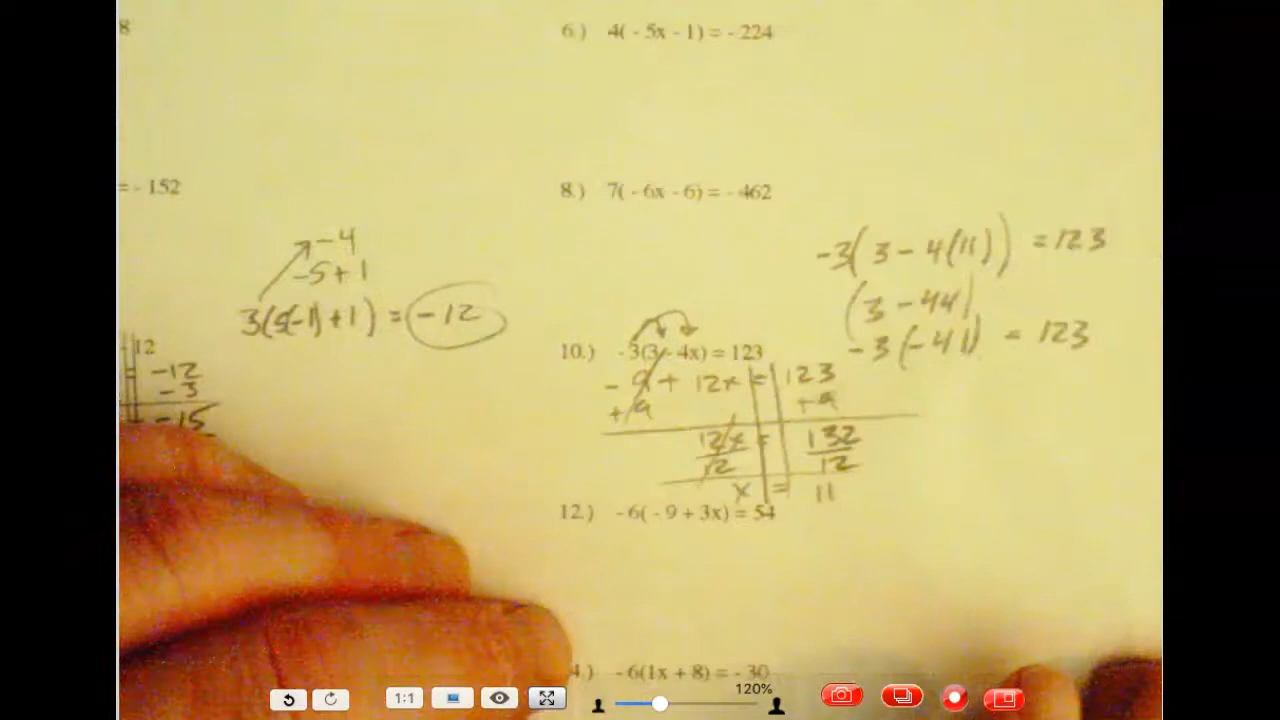 8
6.) 4( - 5x - 1) = - 224
= - 152
8.) 7( - 6x - 6) = - 462
-3(3 - 4(11)) = 123
(3 - 44)
-3(-41) = 123
-4
-5+1
3(5(-1)+1) = -12
12
= -12
-3
-15
10.) - 3(3 - 4x) = 123
- 9 + 12x = 123
+9 +9
12x = 132
12 12
x = 11
12.) - 6( - 9 + 3x) = 54
4.) - 6(1x + 8) = - 30
1:1
120%